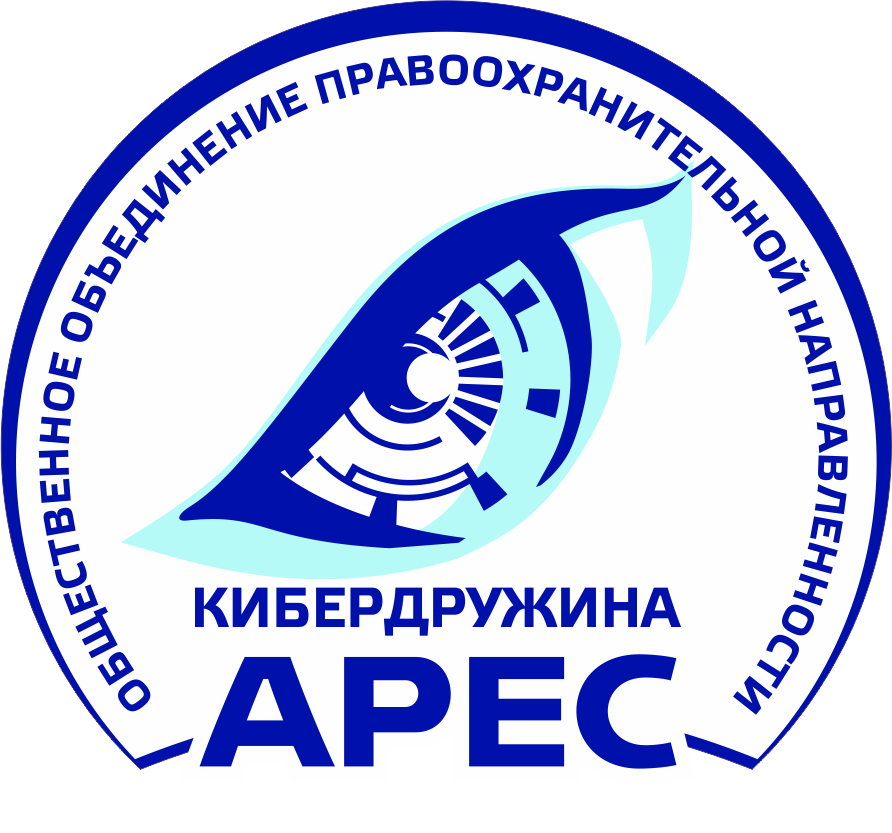 ОБЩЕСТВЕННОЕ ОБЪЕДИНЕНИЕ ПРАВООХРАНИТЕЛЬНОЙ НАПРАВЛЕННОСТИ
КИБЕРДРУЖИНА
АРЕС